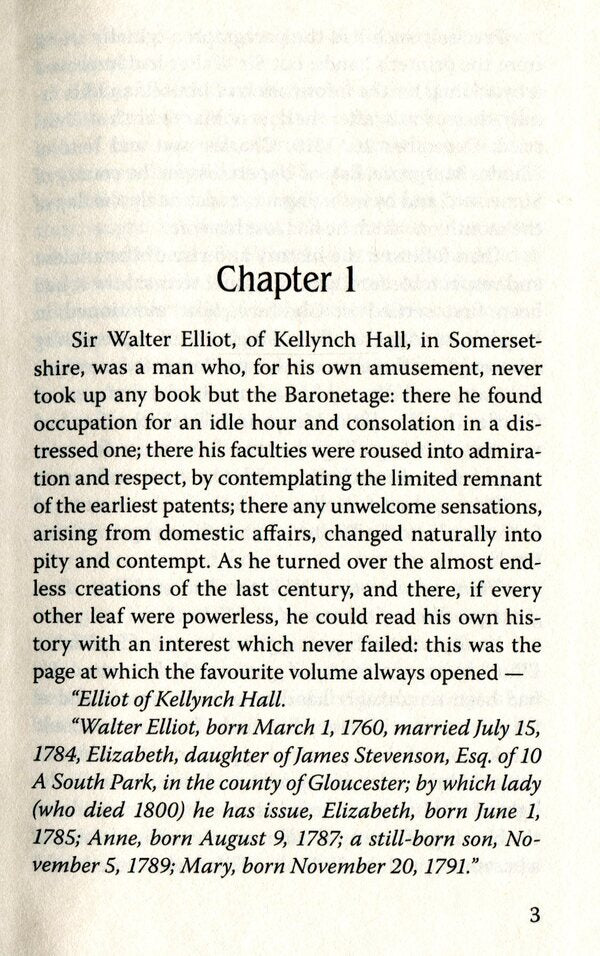 Chapter 1
Sir Walter Elliot, of Kellynch Hall, in Somerset-
shire, was a man who, for his own amusement, never
took up any book but the Baronetage: there he found
occupation for an idle hour and consolation in a dis-
tressed one; there his faculties were roused into admira-
tion and respect, by contemplating the limited remnant
of the earliest patents; there any unwelcome sensations,
arising from domestic affairs, changed naturally into
pity and contempt. As he turned over the almost end-
less creations of the last century, and there, if every
other leaf were powerless, he could read his own his-
tory with an interest which never failed: this was the
page at which the favourite volume always opened —
“Elliot of Kellynch Hall.
“Walter Elliot, born March 1, 1760, married July 15,
1784, Elizabeth, daughter of James Stevenson, Esq. of 10
A South Park, in the county of Gloucester; by which lady
(who died 1800) he has issue, Elizabeth, born June 1,
1785; Anne, born August 9, 1787; a still-born son, No-
vember 5, 1789; Mary, born November 20, 1791.”
3